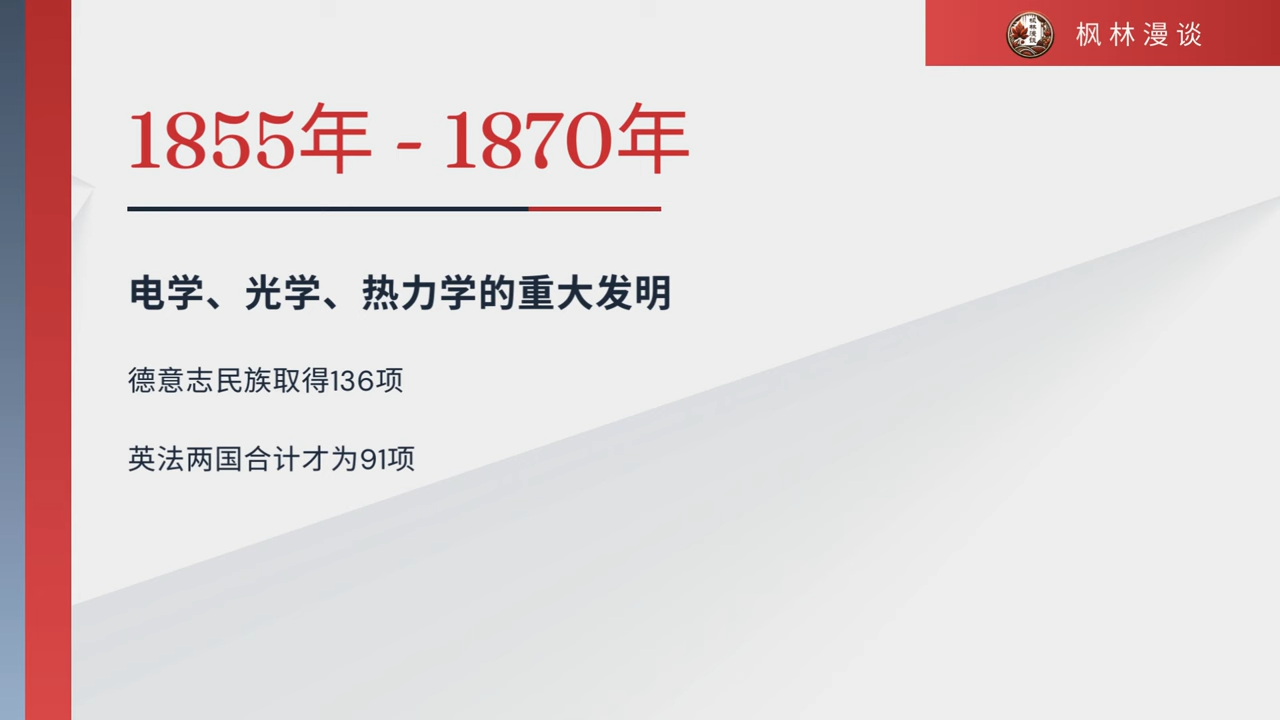 枫林漫谈
1855年 - 1870年
电学、光学、热力学的重大发明
德意志民族取得136项
英法两国合计才为91项